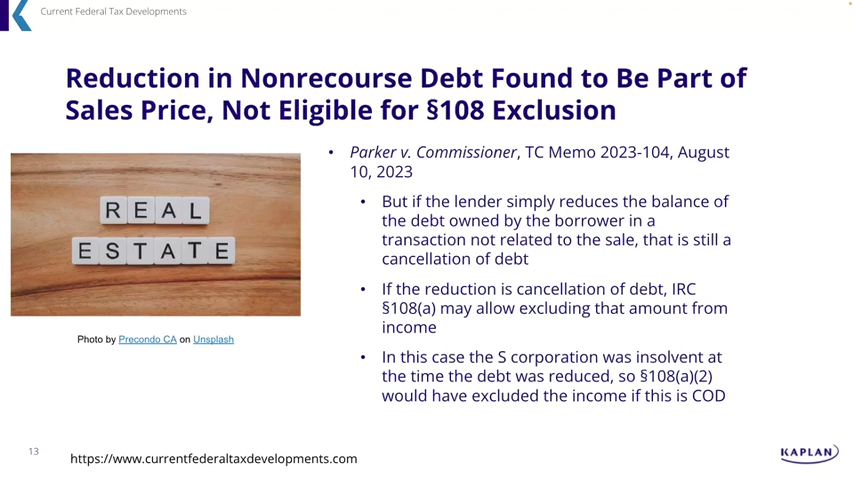 Current Federal Tax Developments
Reduction in Nonrecourse Debt Found to Be Part of
Sales Price, Not Eligible for §108 Exclusion
REAL
ESTATE
Photo by Precondo CA on Unsplash
• Parker v. Commissioner, TC Memo 2023-104, August
10, 2023
• But if the lender simply reduces the balance of
the debt owned by the borrower in a
transaction not related to the sale, that is still a
cancellation of debt
• If the reduction is cancellation of debt, IRC
§108(a) may allow excluding that amount from
income
• In this case the S corporation was insolvent at
the time the debt was reduced, so §108(a)(2)
would have excluded the income if this is COD
13
https://www.currentfederaltaxdevelopments.com
KAPLAN